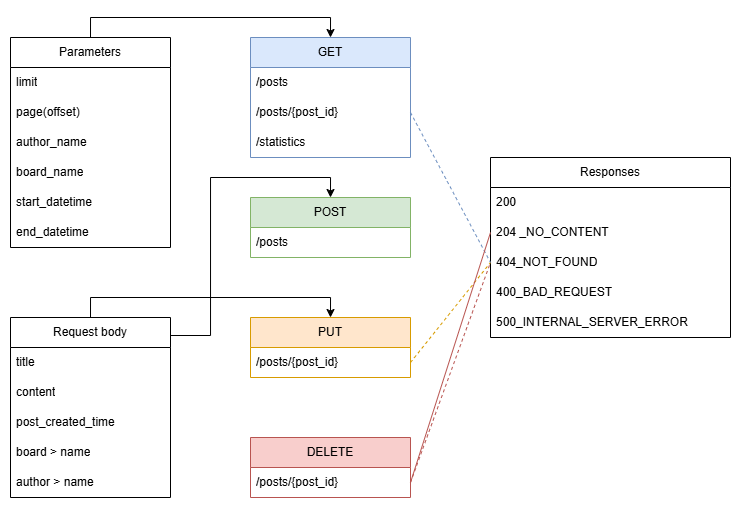 Parameters
limit
page(offset)
author_name
board_name
start_datetime
end_datetime
Request body
title
content
post_created_time
board > name
author > name
GET
/posts
/posts/{post_id}
/statistics
POST
/posts
PUT
/posts/{post_id}
DELETE
/posts/{post_id}
Responses
200
204 _NO_CONTENT
404_NOT_FOUND
400_BAD_REQUEST
500_INTERNAL_SERVER_ERROR